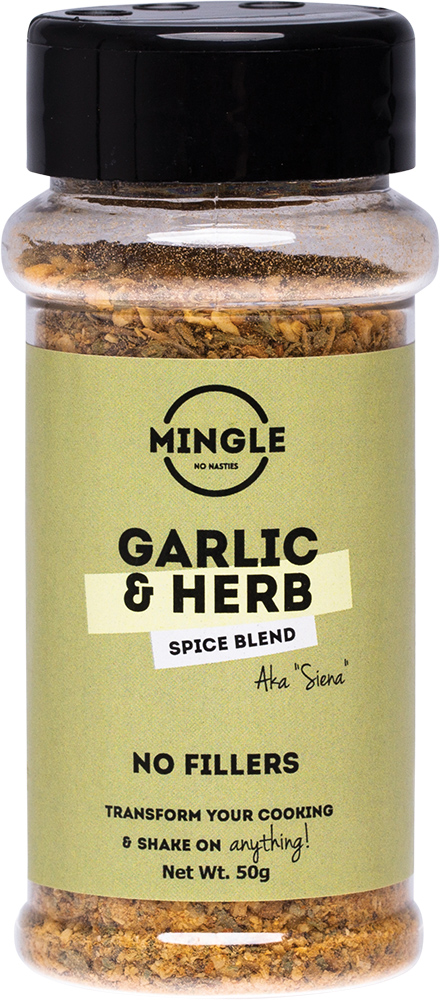 MINGLE
NO NASTIES
GARLIC
& HERB
SPICE BLEND
Aka "Siena"
NO FILLERS
TRANSFORM YOUR COOKING
& SHAKE ON anything!
Net Wt. 50g